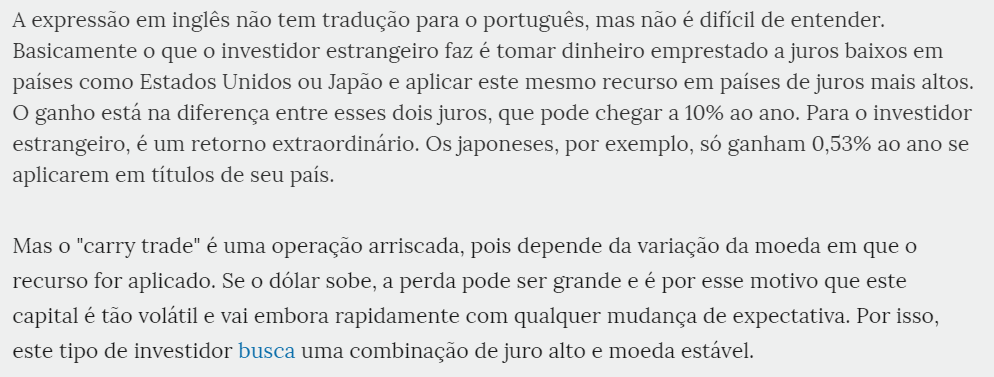 A expressão em inglês não tem tradução para o português, mas não é difícil de entender.
Basicamente o que o investidor estrangeiro faz é tomar dinheiro emprestado a juros baixos em
países como Estados Unidos ou Japão e aplicar este mesmo recurso em países de juros mais altos.
O ganho está na diferença entre esses dois juros, que pode chegar a 10% ao ano. Para o investidor
estrangeiro, é um retorno extraordinário. Os japoneses, por exemplo, só ganham 0,53% ao ano se
aplicarem em títulos de seu país.
Mas o "carry trade" é uma operação arriscada, pois depende da variação da moeda em que o
recurso for aplicado. Se o dólar sobe, a perda pode ser grande e é por esse motivo que este
capital é tão volátil e vai embora rapidamente com qualquer mudança de expectativa. Por isso,
este tipo de investidor busca uma combinação de juro alto e moeda estável.